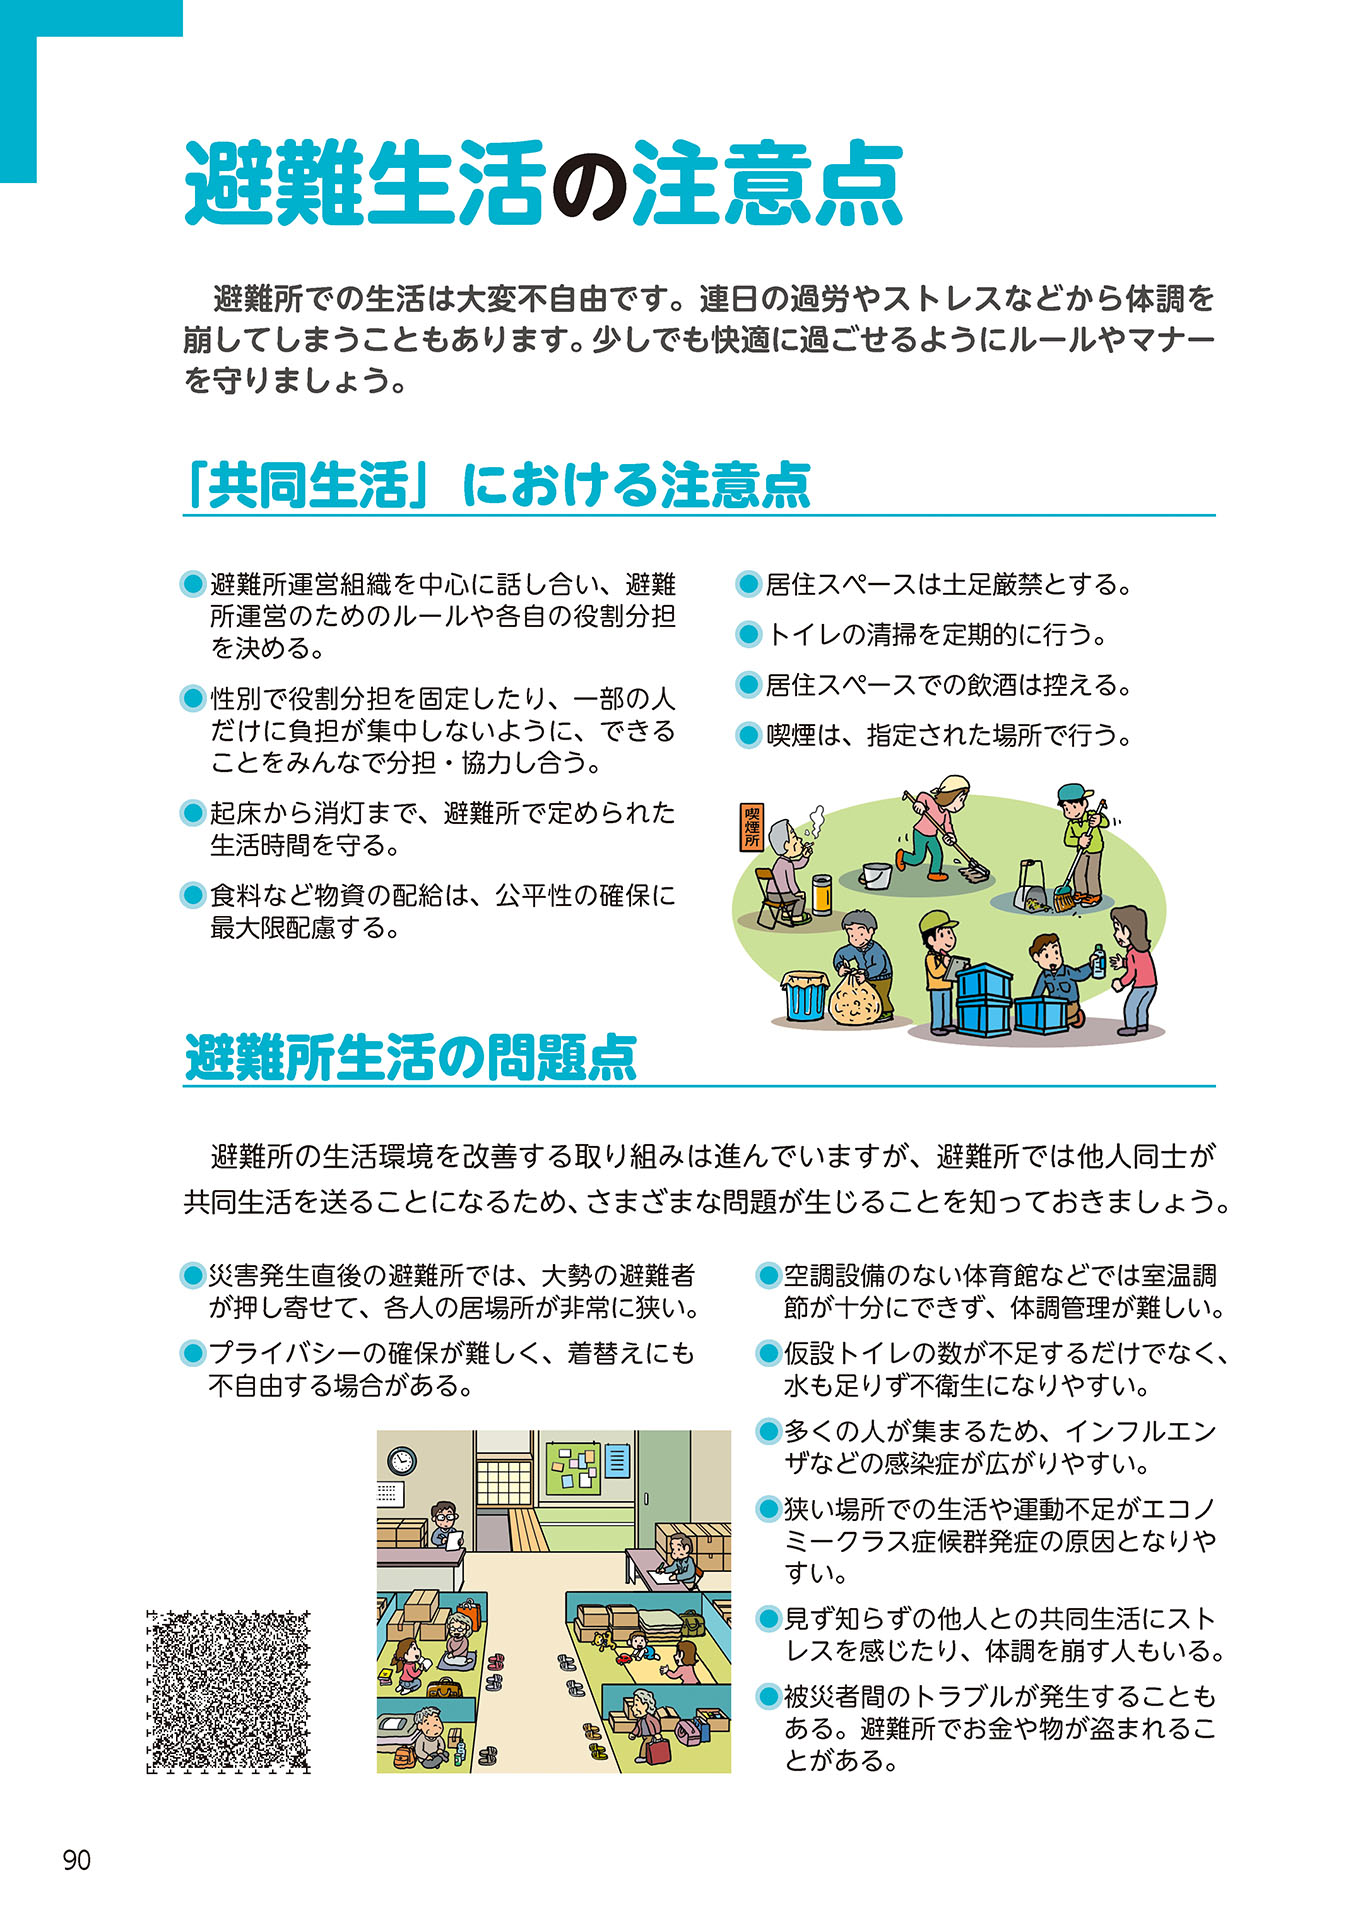 避難生活の注意点
避難所での生活は大変不自由です。連日の過労やストレスなどから体調を
崩してしまうこともあります。少しでも快適に過ごせるようにルールやマナー
を守りましょう。
「共同生活」における注意点
●避難所運営組織を中心に話し合い、避難
所運営のためのルールや各自の役割分担
を決める。
●性別で役割分担を固定したり、一部の人
だけに負担が集中しないように、できる
ことをみんなで分担・協力し合う。
●起床から消灯まで、避難所で定められた
生活時間を守る。
●食料など物資の配給は、公平性の確保に
最大限配慮する。
●居住スペースは土足厳禁とする。
●トイレの清掃を定期的に行う。
●居住スペースでの飲酒は控える。
●喫煙は、指定された場所で行う。
喫煙所
避難所生活の問題点
避難所の生活環境を改善する取り組みは進んでいますが、避難所では他人同士が
共同生活を送ることになるため、さまざまな問題が生じることを知っておきましょう。
●災害発生直後の避難所では、大勢の避難者
が押し寄せて、各人の居場所が非常に狭い。
●プライバシーの確保が難しく、着替えにも
不自由する場合がある。
●空調設備のない体育館などでは室温調
節が十分にできず、体調管理が難しい。
●仮設トイレの数が不足するだけでなく、
水も足りず不衛生になりやすい。
●多くの人が集まるため、インフルエン
ザなどの感染症が広がりやすい。
●狭い場所での生活や運動不足がエコノ
ミークラス症候群発症の原因となりや
すい。
●見ず知らずの他人との共同生活にスト
レスを感じたり、体調を崩す人もいる。
●被災者間のトラブルが発生することも
ある。避難所でお金や物が盗まれるこ
とがある。
90